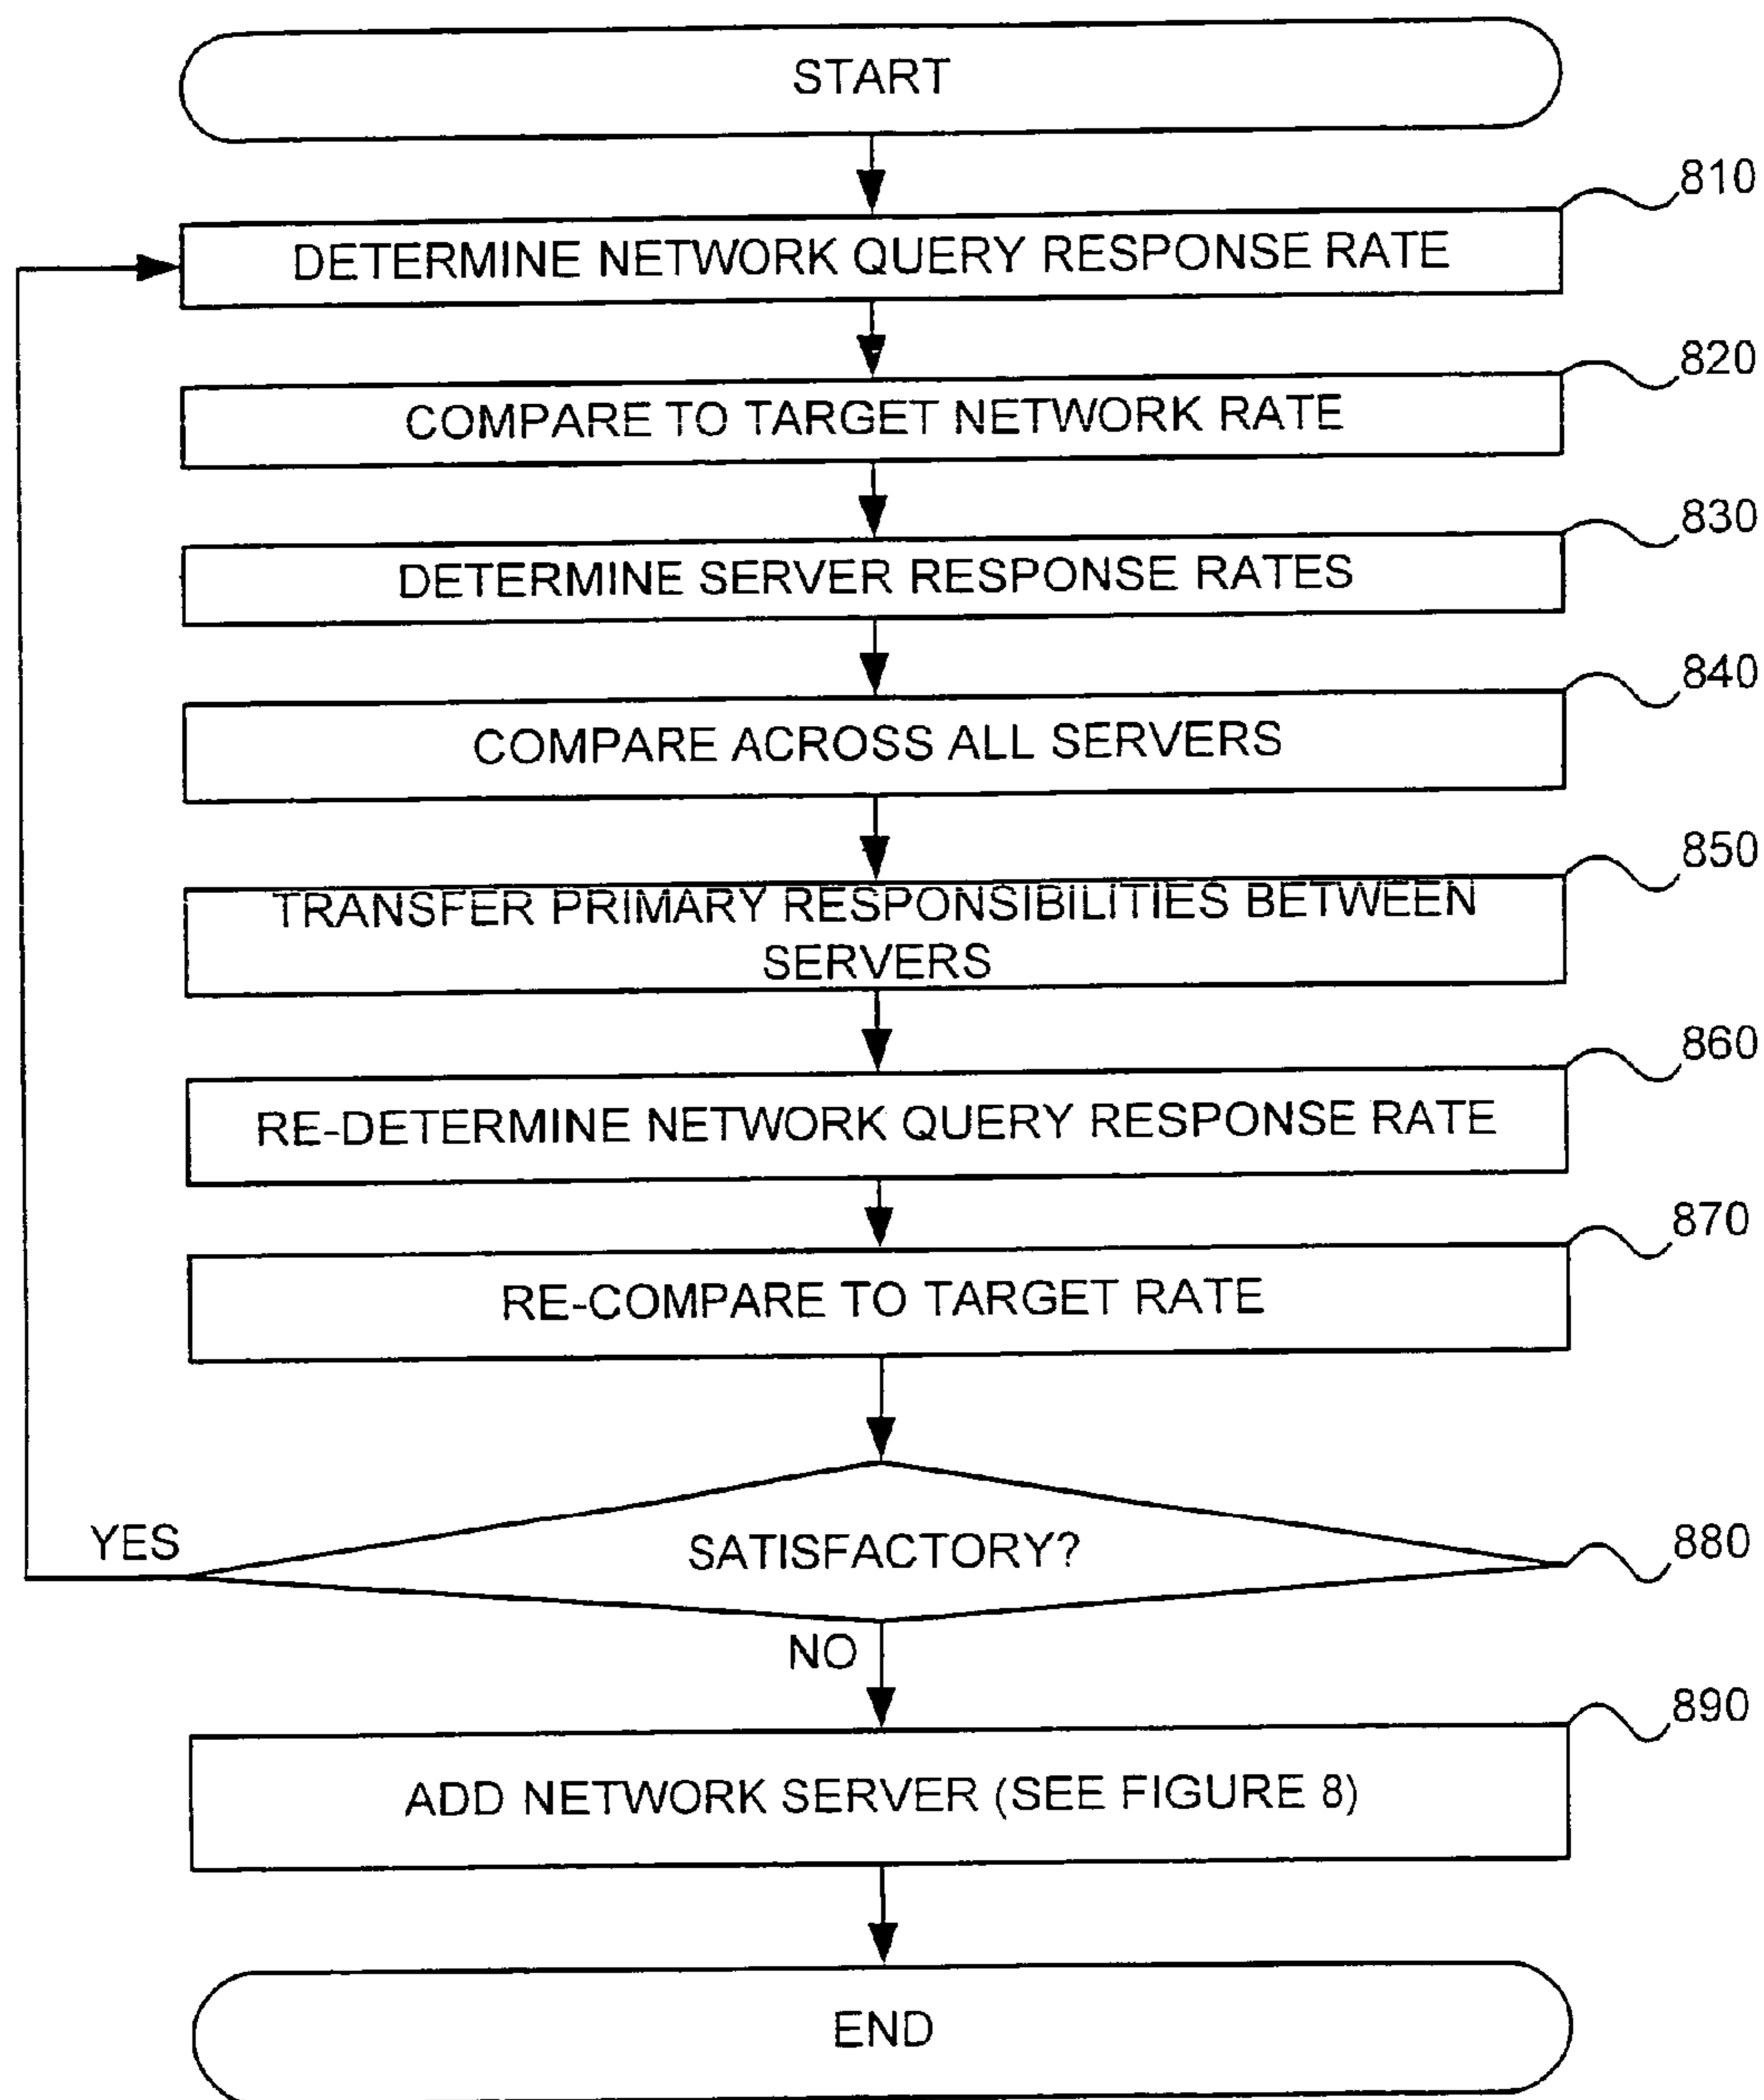 START
810
DETERMINE NETWORK QUERY RESPONSE RATE
820
COMPARE TO TARGET NETWORK RATE
830
DETERMINE SERVER RESPONSE RATES
840
COMPARE ACROSS ALL SERVERS
850
TRANSFER PRIMARY RESPONSIBILITIES BETWEEN
SERVERS
860
RE-DETERMINE NETWORK QUERY RESPONSE RATE
870
RE-COMPARE TO TARGET RATE
YES
SATISFACTORY?
880
NO
890
ADD NETWORK SERVER (SEE FIGURE 8)
END